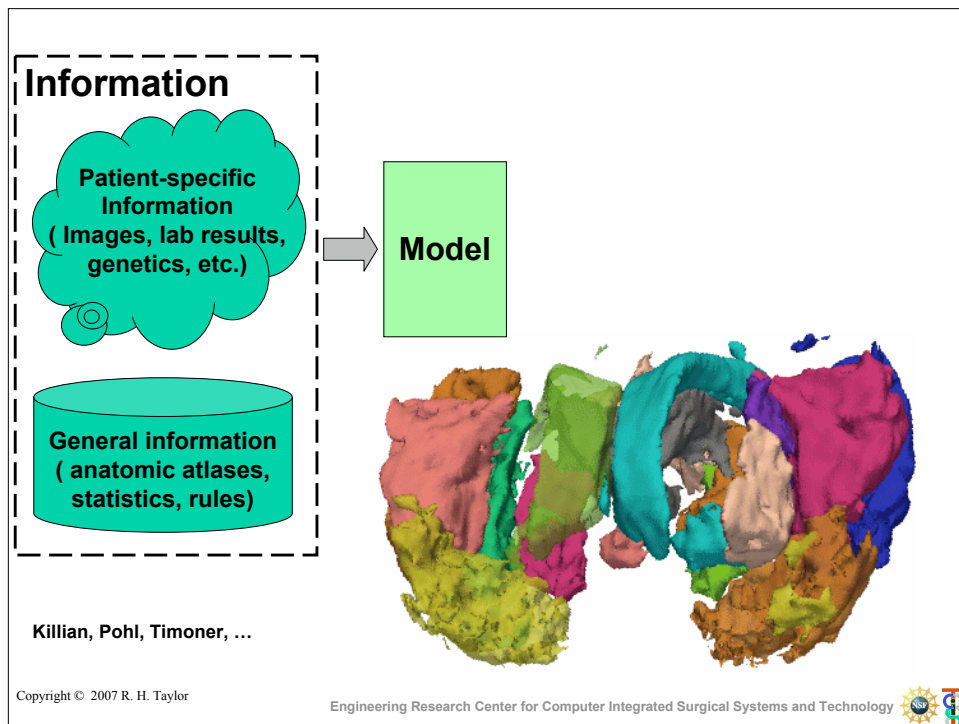 Information
Patient-specific
Information
( Images, lab results,
genetics, etc.)
Model
General information
( anatomic atlases,
statistics, rules)
Killian, Pohl, Timoner, …
Copyright © 2007 R. H. Taylor
Engineering Research Center for Computer Integrated Surgical Systems and Technology
NSF